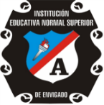 INSTITUCIÓN
EDUCATIVA NORMAL SUPERIOR
A
DE ENVIGADO